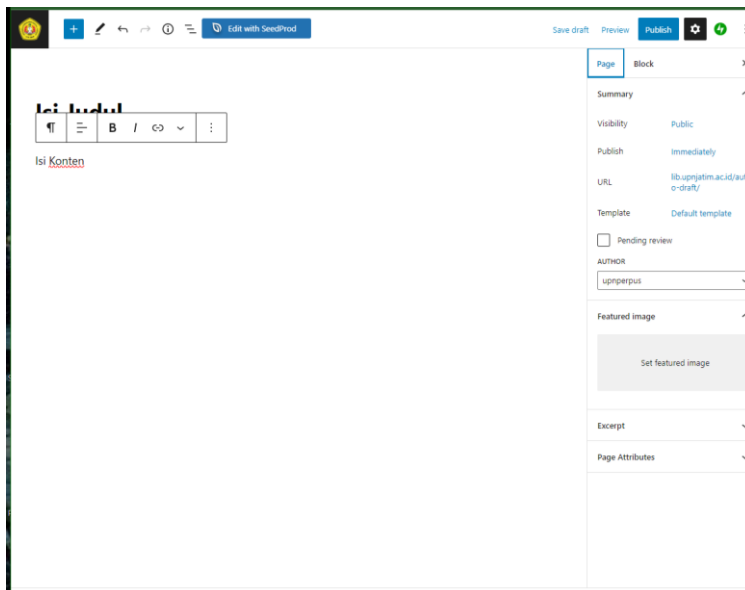 Edit with SeedProd
Save draft
Preview
Publish
Page
Block
Isi Judul
B I
Isi Konten
Summary
Visibility
Public
Publish
Immediately
URL
lib.upnjatim.ac.id/aut
o-draft/
Template
Default template
Pending review
AUTHOR
upnperpus
Featured image
Set featured image
Excerpt
Page Attributes